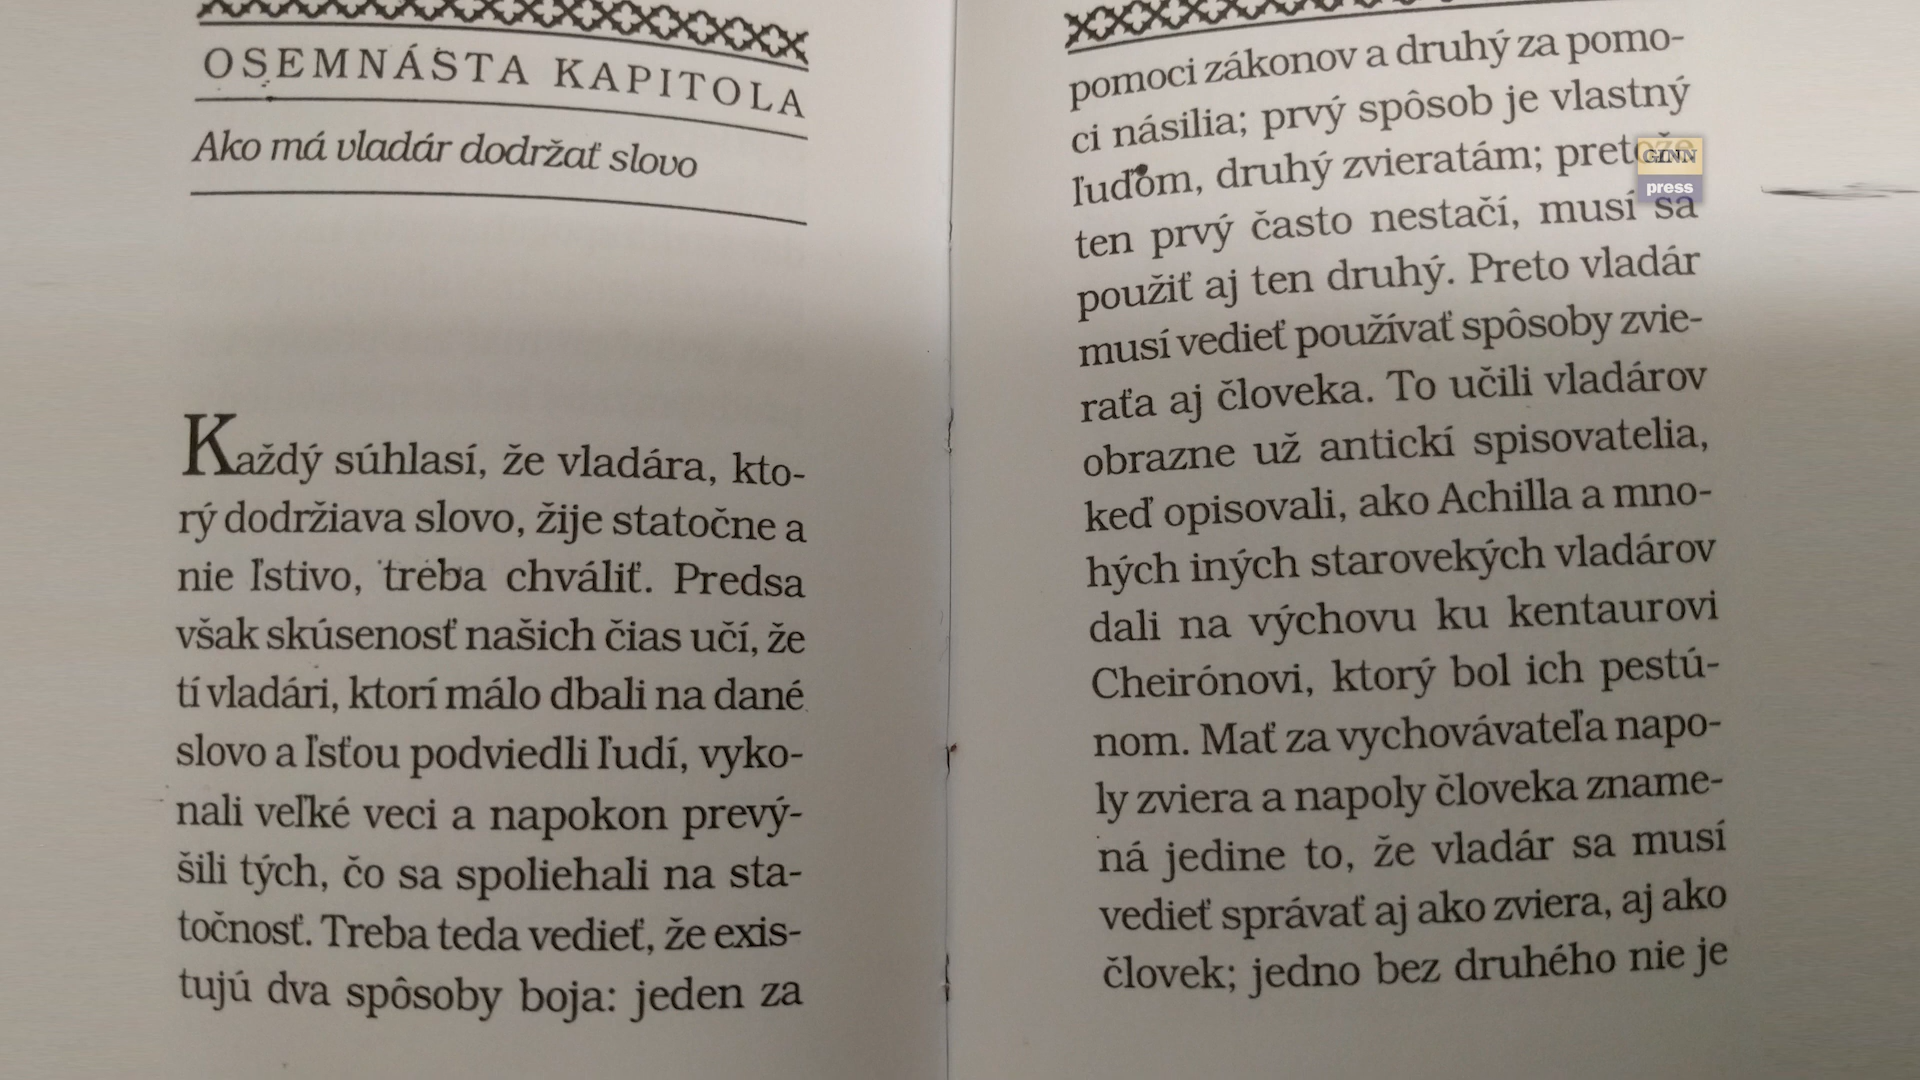 OSEMNÁSTA KAPITOLA
Ako má vladár dodržať slovo
Každý súhlasí, že vladára, kto-
rý dodržiava slovo, žije statočne a
nie ľstivo, treba chváliť. Predsa
však skúsenosť našich čias učí, že
tí vladári, ktorí málo dbali na dané
slovo a ľsťou podviedli ľudí, vyko-
nali veľké veci a napokon prevý-
šili tých, čo sa spoliehali na sta-
točnosť. Treba teda vedieť, že exis-
tujú dva spôsoby boja: jeden za
pomoci zákonov a druhý za pomo-
ci násilia; prvý spôsob je vlastný
ľuďom, druhý zvieratám; pretože
ten prvý často nestačí, musí sa
použiť aj ten druhý. Preto vladár
musí vedieť používať spôsoby zvie-
raťa aj človeka. To učili vladárov
obrazne už antickí spisovatelia,
keď opisovali, ako Achilla a mno-
hých iných starovekých vladárov
dali na výchovu ku kentaurovi
Cheirónovi, ktorý bol ich pestú-
nom. Mať za vychovávateľa napo-
ly zviera a napoly človeka zname-
ná jedine to, že vladár sa musí
vedieť správať aj ako zviera, aj ako
človek; jedno bez druhého nie je
GINN
press